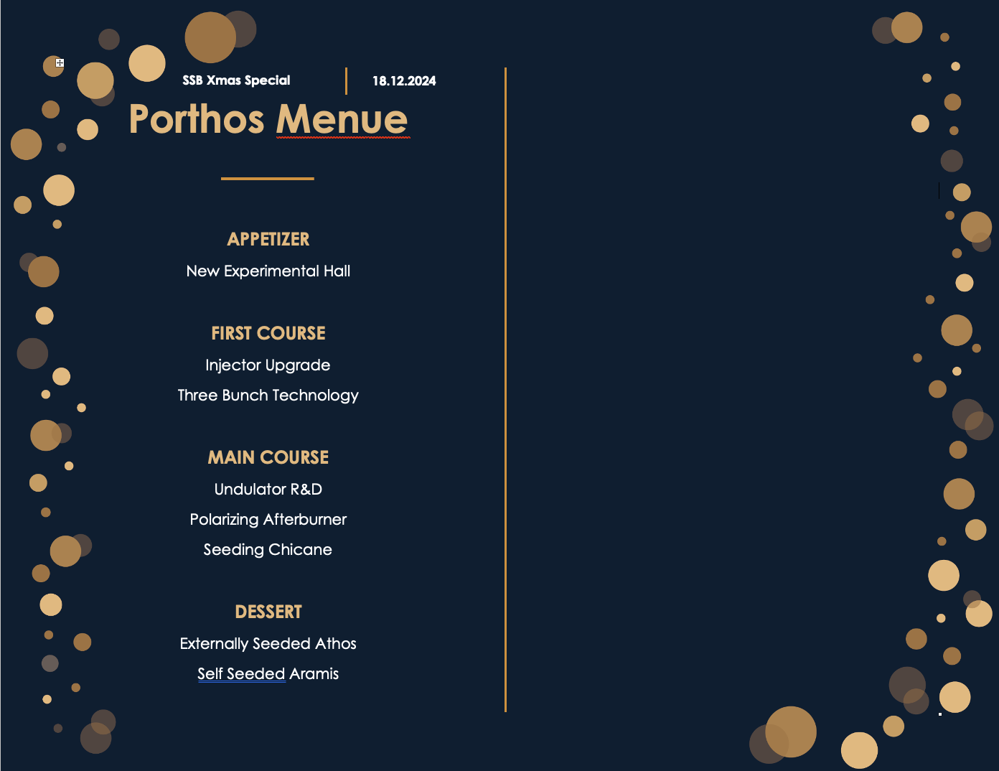 SSB Xmas Special
18.12.2024
Porthos Menue
APPETIZER
New Experimental Hall
FIRST COURSE
Injector Upgrade
Three Bunch Technology
MAIN COURSE
Undulator R&D
Polarizing Afterburner
Seeding Chicane
DESSERT
Externally Seeded Athos
Self Seeded Aramis